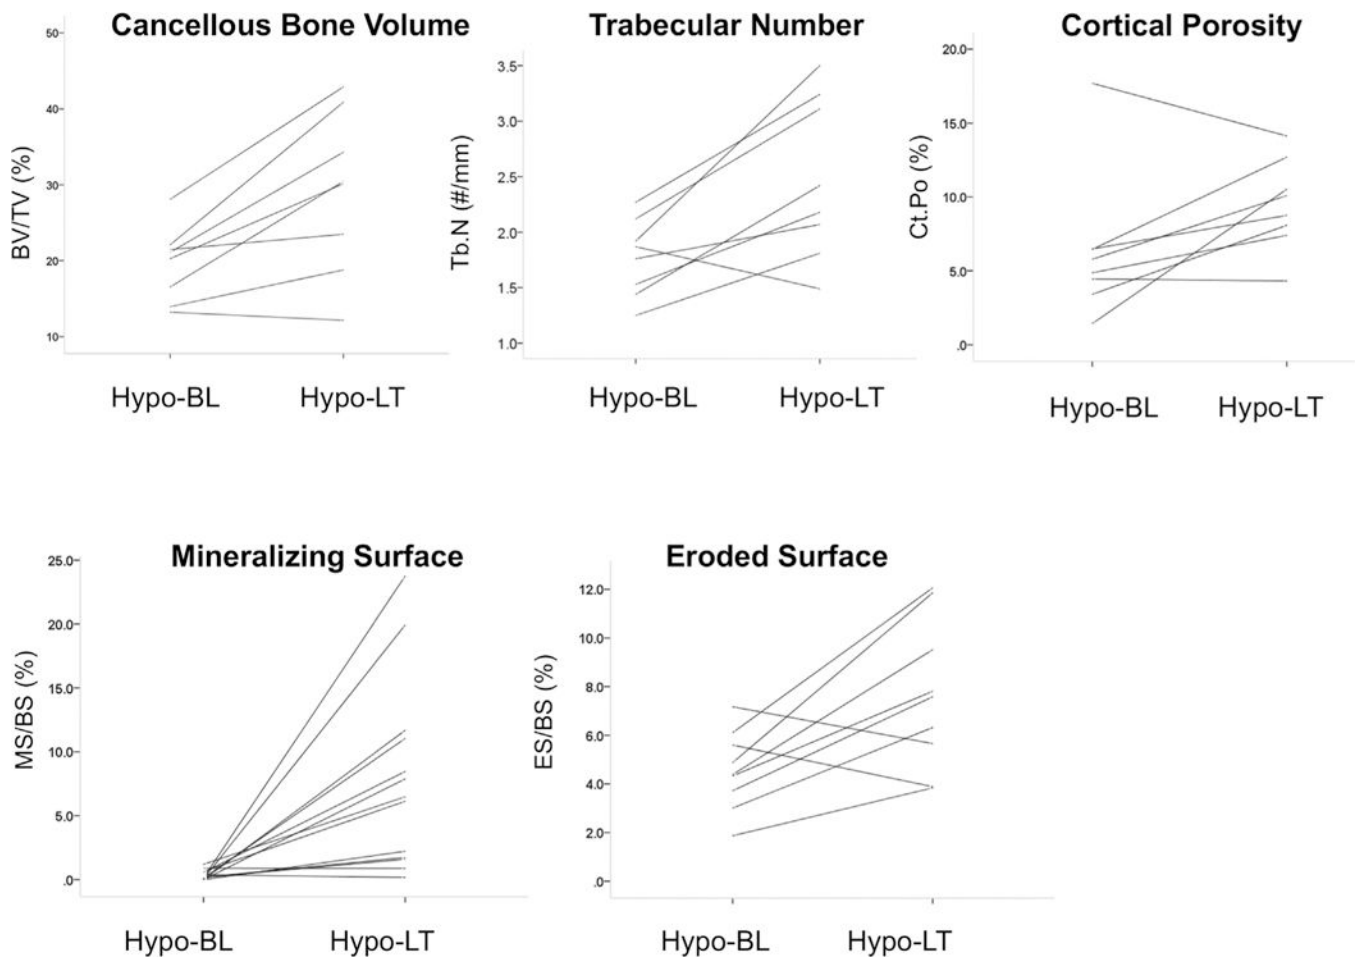 Cancellous Bone Volume
BV/TV (%)
50
40
30
20
10
Hypo-BL Hypo-LT
Trabecular Number
Tb.N (#/mm)
3.5
3.0
2.5
2.0
1.5
1.0
Hypo-BL Hypo-LT
Cortical Porosity
Ct.Po (%)
20.0
15.0
10.0
5.0
.0
Hypo-BL Hypo-LT
Mineralizing Surface
MS/BS (%)
25.0
20.0
15.0
10.0
5.0
.0
Hypo-BL Hypo-LT
Eroded Surface
ES/BS (%)
12.0
10.0
8.0
6.0
4.0
2.0
.0
Hypo-BL Hypo-LT